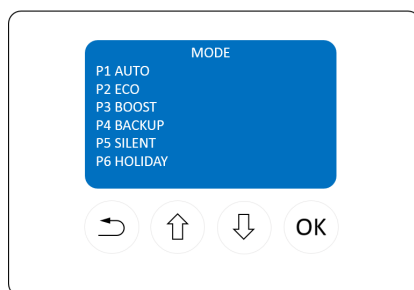 MODE
P1 AUTO
P2 ECO
P3 BOOST
P4 BACKUP
P5 SILENT
P6 HOLIDAY
OK